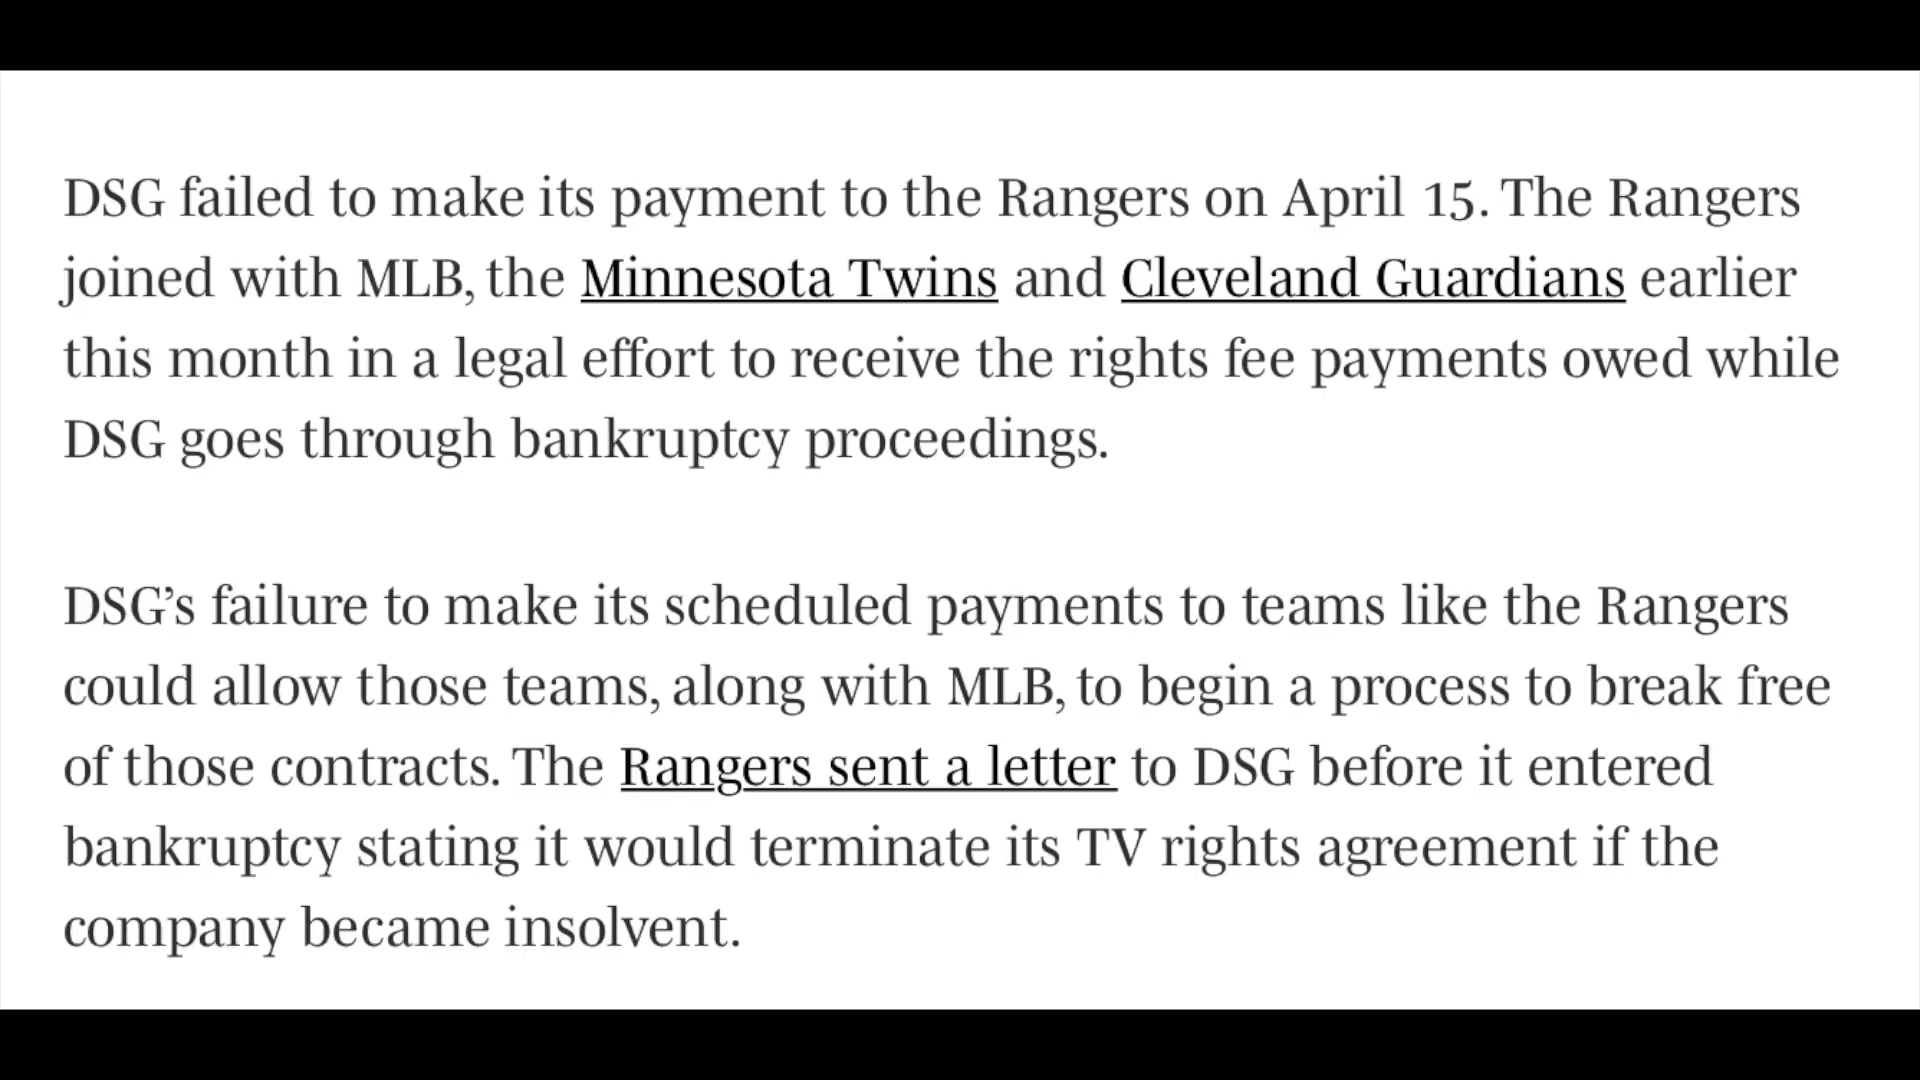 DSG failed to make its payment to the Rangers on April 15. The Rangers
joined with MLB, the Minnesota Twins and Cleveland Guardians earlier
this month in a legal effort to receive the rights fee payments owed while
DSG goes through bankruptcy proceedings.
DSG’s failure to make its scheduled payments to teams like the Rangers
could allow those teams, along with MLB, to begin a process to break free
of those contracts. The Rangers sent a letter to DSG before it entered
bankruptcy stating it would terminate its TV rights agreement if the
company became insolvent.